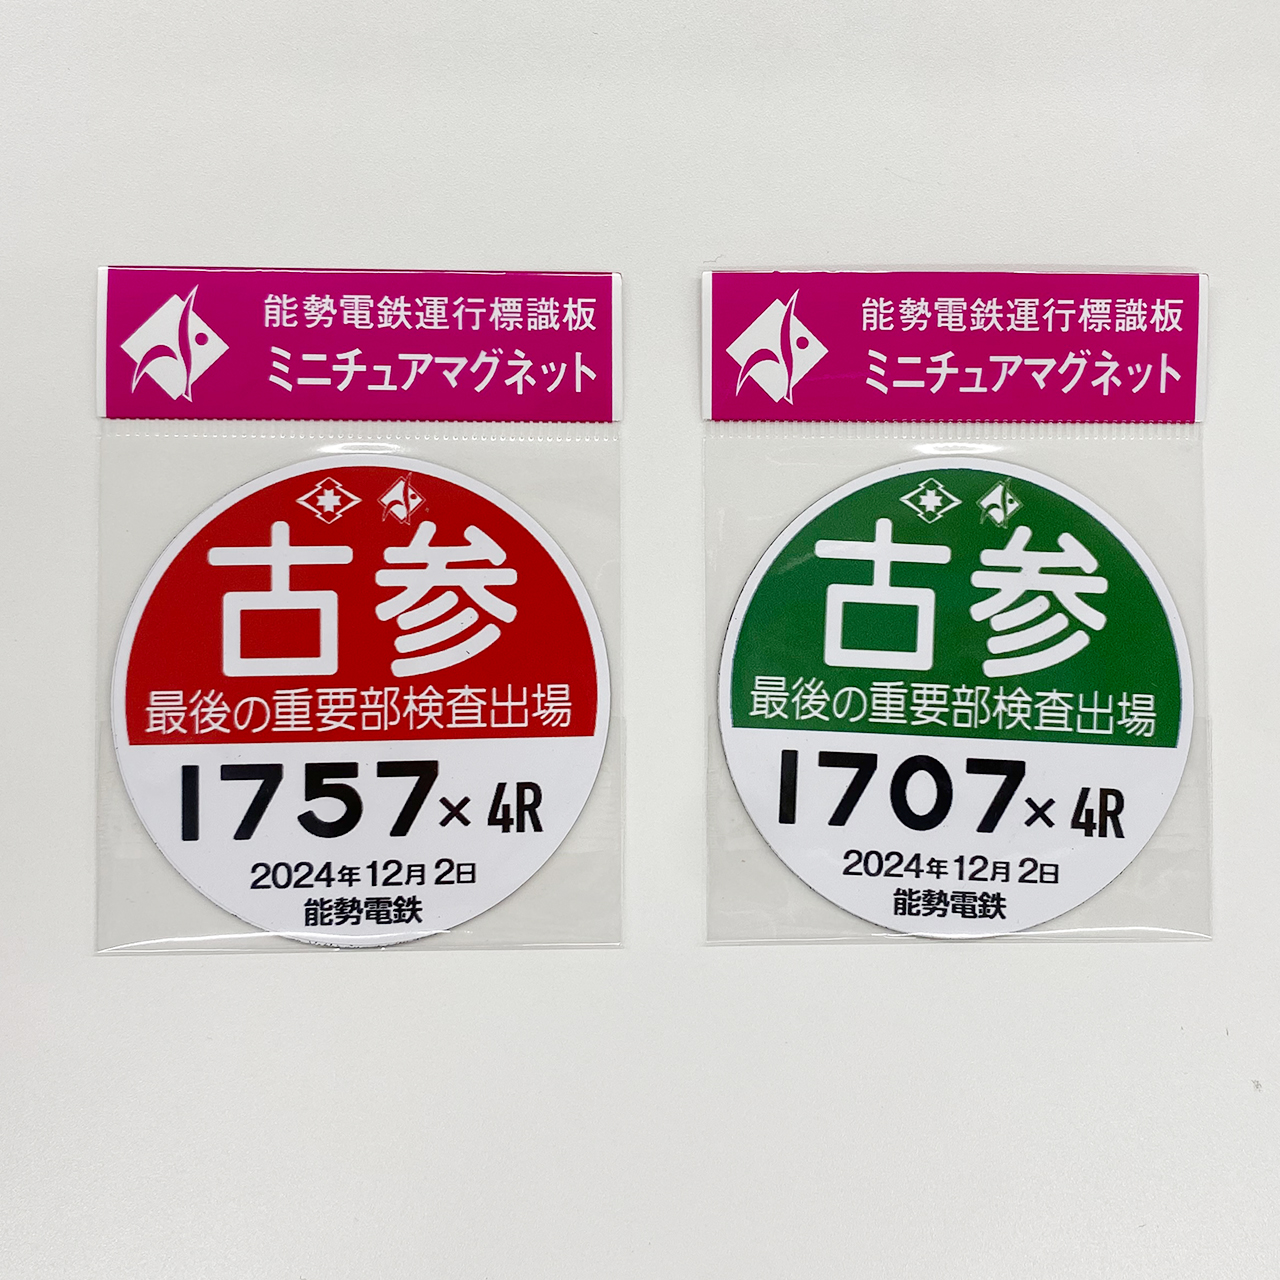 能勢電鉄運行標識板
ミニチュアマグネット
古参
最後の重要部検査出場
1757×4R
2024年12月2日
能勢電鉄
能勢電鉄運行標識板
ミニチュアマグネット
古参
最後の重要部検査出場
1707×4R
2024年12月2日
能勢電鉄